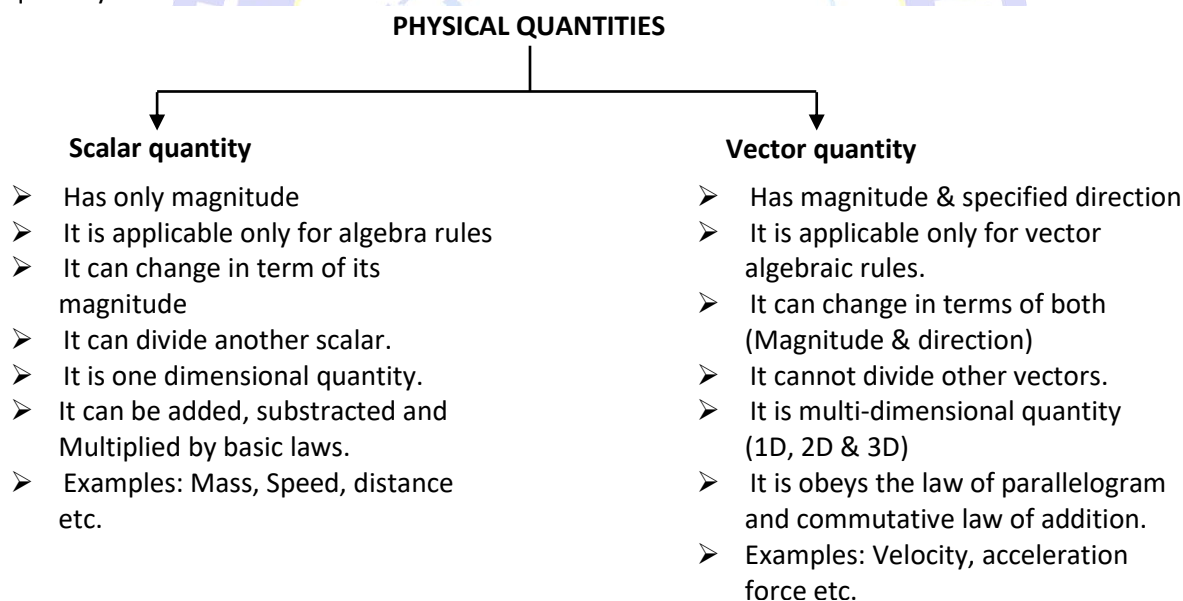 PHYSICAL QUANTITIES
Scalar quantity
➢ Has only magnitude
➢ It is applicable only for algebra rules
➢ It can change in term of its
magnitude
➢ It can divide another scalar.
➢ It is one dimensional quantity.
➢ It can be added, substracted and
Multiplied by basic laws.
➢ Examples: Mass, Speed, distance
etc.
Vector quantity
➢ Has magnitude & specified direction
➢ It is applicable only for vector
algebraic rules.
➢ It can change in terms of both
(Magnitude & direction)
➢ It cannot divide other vectors.
➢ It is multi-dimensional quantity
(1D, 2D & 3D)
➢ It is obeys the law of parallelogram
and commutative law of addition.
➢ Examples: Velocity, acceleration
force etc.